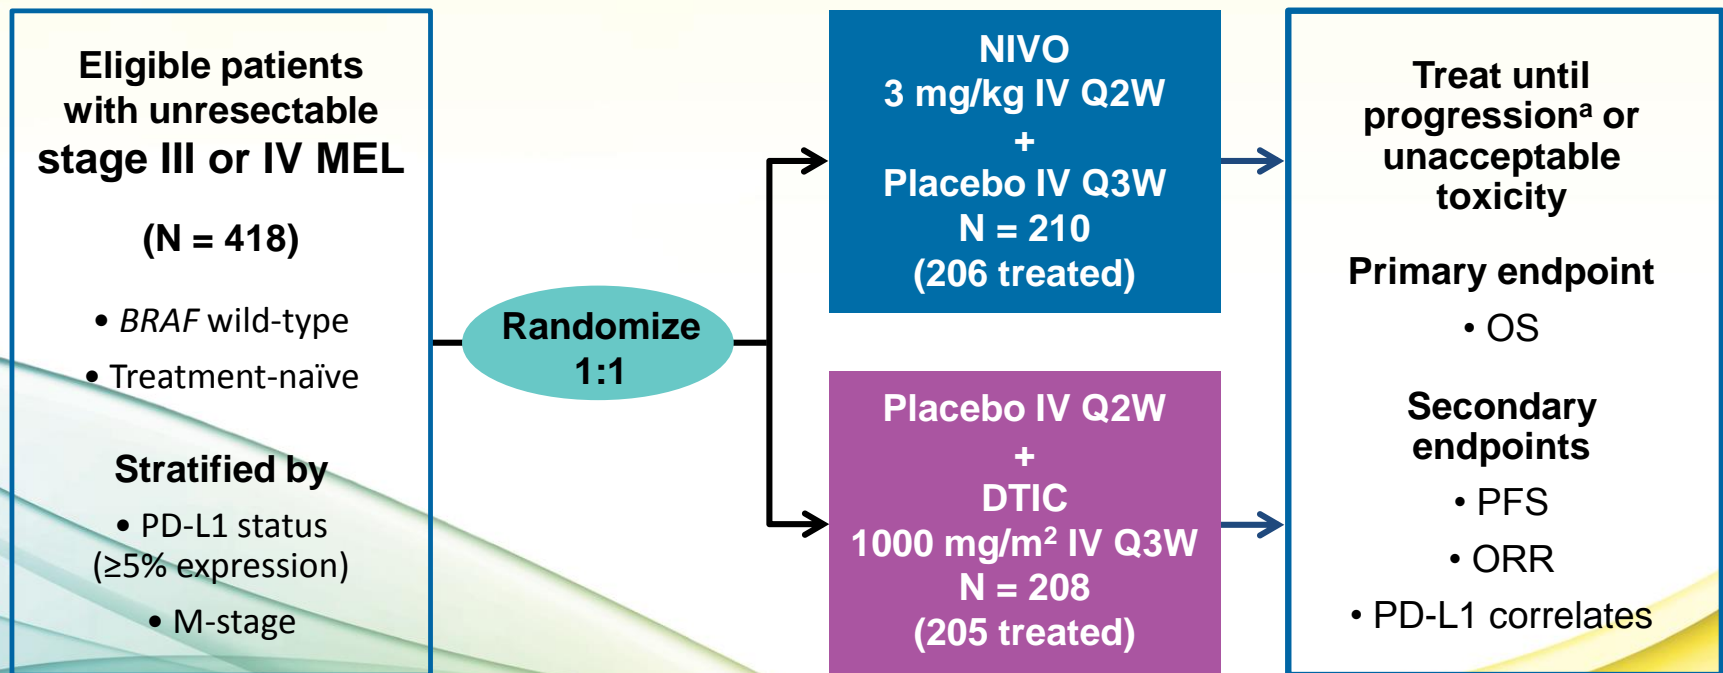 Eligible patients
with unresectable
stage III or IV MEL
(N = 418)
• BRAF wild-type
• Treatment-naïve
Stratified by
• PD-L1 status
(≥5% expression)
• M-stage
Randomize
1:1
NIVO
3 mg/kg IV Q2W
+
Placebo IV Q3W
N = 210
(206 treated)
Placebo IV Q2W
+
DTIC
1000 mg/m² IV Q3W
N = 208
(205 treated)
Treat until
progressionᵃ or
unacceptable
toxicity
Primary endpoint
• OS
Secondary
endpoints
• PFS
• ORR
• PD-L1 correlates